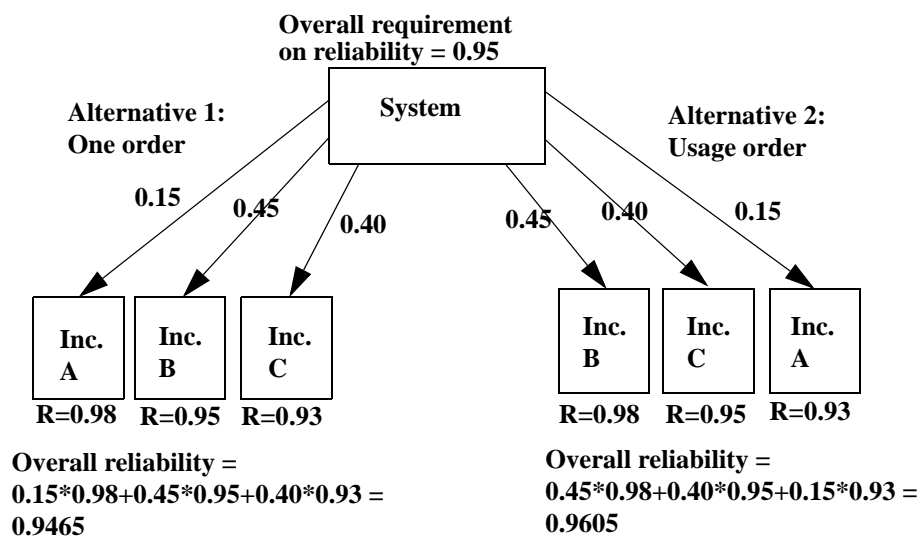 Overall requirement
on reliability = 0.95
System
Alternative 1:
One order
Alternative 2:
Usage order
0.15
0.45
0.40
0.45
0.40
0.15
Inc.
A
Inc.
B
Inc.
C
Inc.
B
Inc.
C
Inc.
A
R=0.98
R=0.95
R=0.93
R=0.98
R=0.95
R=0.93
Overall reliability =
0.15*0.98+0.45*0.95+0.40*0.93 =
0.9465
Overall reliability =
0.45*0.98+0.40*0.95+0.15*0.93 =
0.9605